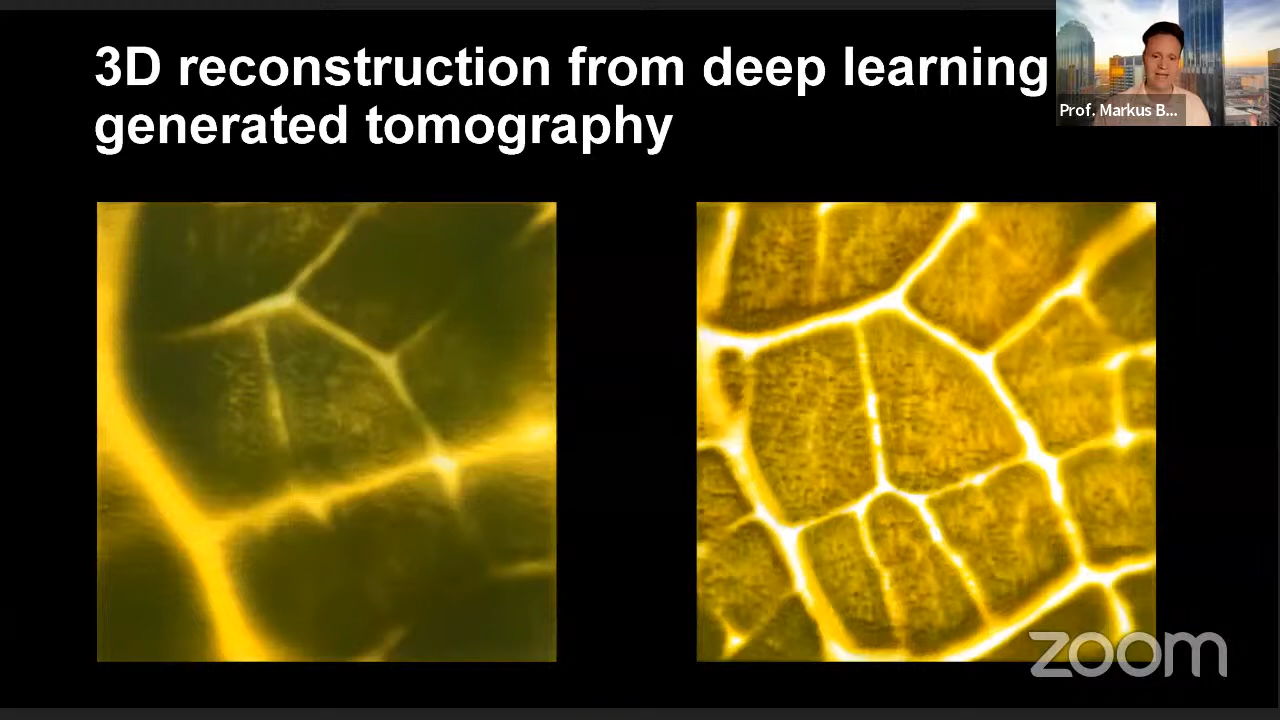 3D reconstruction from deep learning
generated tomography
Prof. Markus B...
zoom